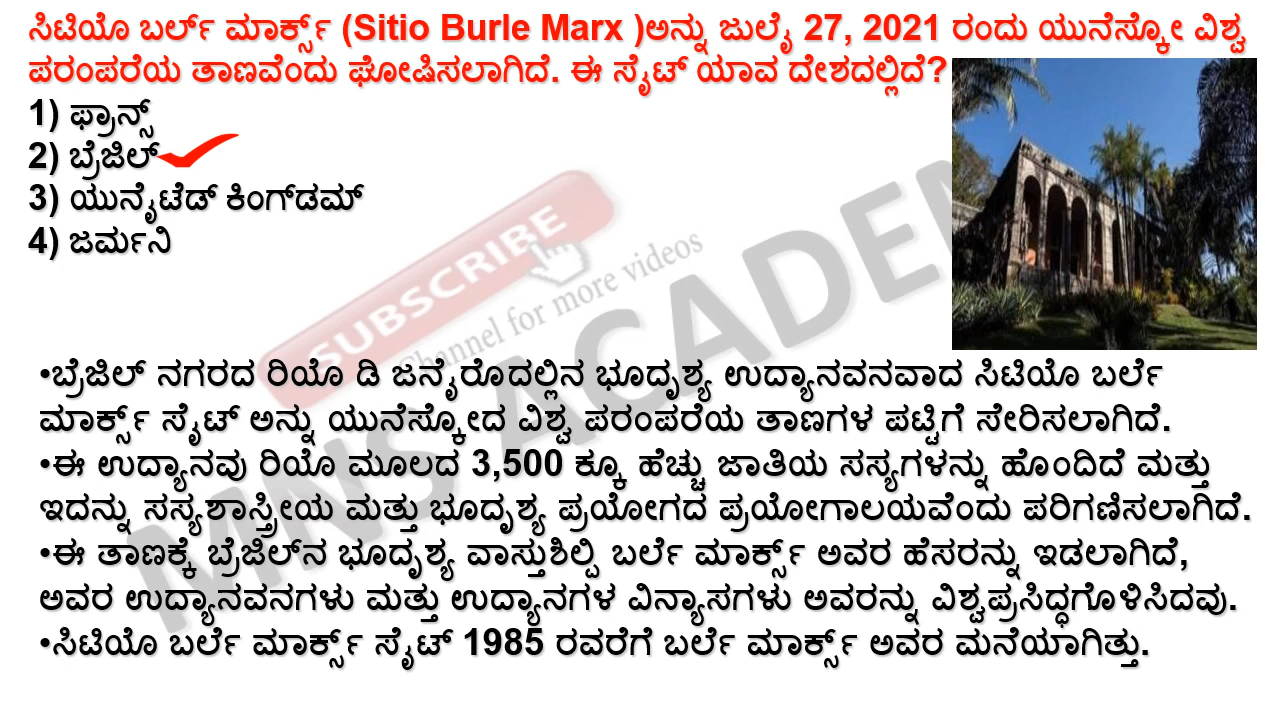 ಸಿಟಿಯೊ ಬರ್ಲ್ ಮಾರ್ಕ್ಸ್ (Sitio Burle Marx )ಅನ್ನು ಜುಲೈ 27, 2021 ರಂದು ಯುನೆಸ್ಕೋ ವಿಶ್ವ
ಪರಂಪರೆಯ ತಾಣವೆಂದು ಘೋಷಿಸಲಾಗಿದೆ. ಈ ಸೈಟ್ ಯಾವ ದೇಶದಲ್ಲಿದೆ?
1) ಫ್ರಾನ್ಸ್
2) ಬ್ರೆಜಿಲ್
3) ಯುನೈಟೆಡ್ ಕಿಂಗ್‌ಡಮ್
4) ಜರ್ಮನಿ
SUBSCRIBE
Channel for more videos
MNS ACADEM
•ಬ್ರೆಜಿಲ್ ನಗರದ ರಿಯೊ ಡಿ ಜನೈರೊದಲ್ಲಿನ ಭೂದೃಶ್ಯ ಉದ್ಯಾನವನವಾದ ಸಿಟಿಯೊ ಬರ್ಲೆ
ಮಾರ್ಕ್ಸ್ ಸೈಟ್ ಅನ್ನು ಯುನೆಸ್ಕೋದ ವಿಶ್ವ ಪರಂಪರೆಯ ತಾಣಗಳ ಪಟ್ಟಿಗೆ ಸೇರಿಸಲಾಗಿದೆ.
•ಈ ಉದ್ಯಾನವು ರಿಯೊ ಮೂಲದ 3,500 ಕ್ಕೂ ಹೆಚ್ಚು ಜಾತಿಯ ಸಸ್ಯಗಳನ್ನು ಹೊಂದಿದೆ ಮತ್ತು
ಇದನ್ನು ಸಸ್ಯಶಾಸ್ತ್ರೀಯ ಮತ್ತು ಭೂದೃಶ್ಯ ಪ್ರಯೋಗದ ಪ್ರಯೋಗಾಲಯವೆಂದು ಪರಿಗಣಿಸಲಾಗಿದೆ.
•ಈ ತಾಣಕ್ಕೆ ಬ್ರೆಜಿಲ್‌ನ ಭೂದೃಶ್ಯ ವಾಸ್ತುಶಿಲ್ಪಿ ಬರ್ಲೆ ಮಾರ್ಕ್ಸ್ ಅವರ ಹೆಸರನ್ನು ಇಡಲಾಗಿದೆ,
ಅವರ ಉದ್ಯಾನವನಗಳು ಮತ್ತು ಉದ್ಯಾನಗಳ ವಿನ್ಯಾಸಗಳು ಅವರನ್ನು ವಿಶ್ವಪ್ರಸಿದ್ಧಗೊಳಿಸಿದವು.
•ಸಿಟಿಯೊ ಬರ್ಲೆ ಮಾರ್ಕ್ಸ್ ಸೈಟ್ 1985 ರವರೆಗೆ ಬರ್ಲೆ ಮಾರ್ಕ್ಸ್ ಅವರ ಮನೆಯಾಗಿತ್ತು.